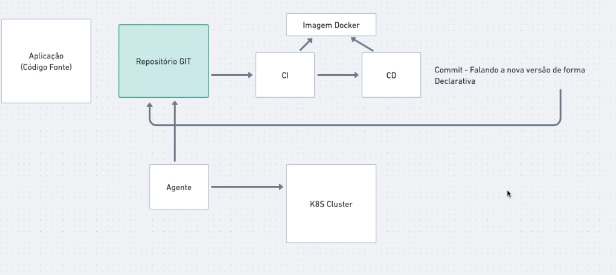 Aplicação
(Código Fonte)
Repositório GIT
Imagem Docker
CI
CD
Commit - Falando a nova versão de forma
Declarativa
Agente
K8S Cluster